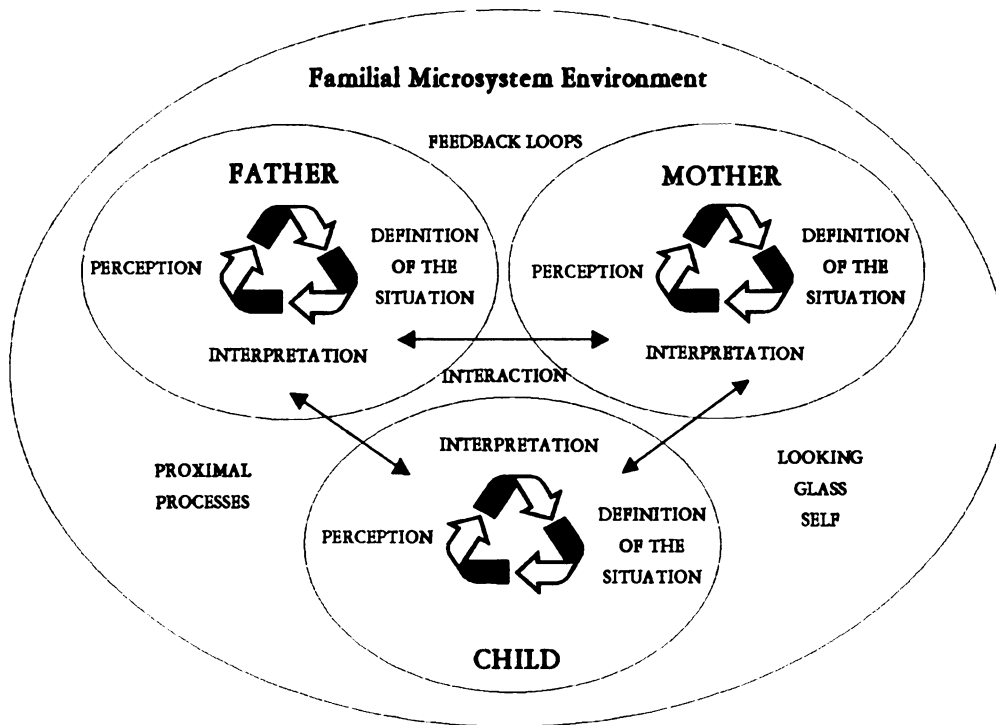 Familial Microsystem Environment
FEEDBACK LOOPS
FATHER
PERCEPTION
DEFINITION
OF THE
SITUATION
INTERPRETATION
MOTHER
PERCEPTION
DEFINITION
OF THE
SITUATION
INTERPRETATION
INTERACTION
PROXIMAL
PROCESSES
LOOKING
GLASS
SELF
INTERPRETATION
PERCEPTION
DEFINITION
OF THE
SITUATION
CHILD